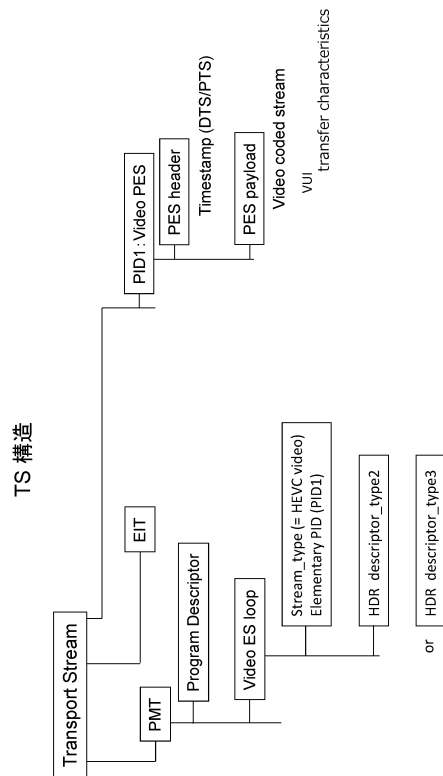 TS 構造
Transport Stream
PMT
Program Descriptor
Video ES loop
Stream_type (= HEVC video)
Elementary PID (PID1)
HDR descriptor_type2
or
HDR descriptor_type3
EIT
PID1 : Video PES
PES header
Timestamp (DTS/PTS)
PES payload
Video coded stream
VUI
transfer characteristics